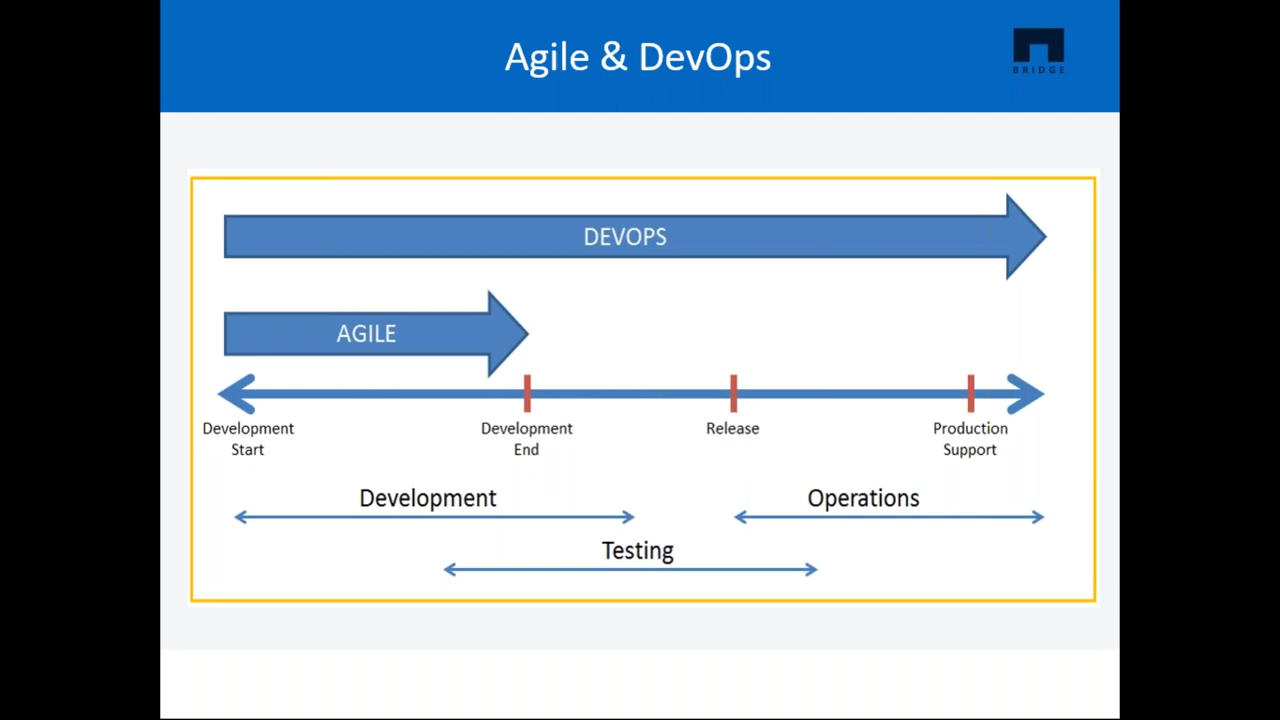 Agile & DevOps
BRIDGE
DEVOPS
AGILE
Development
Start
Development
End
Release
Production
Support
Development
Operations
Testing